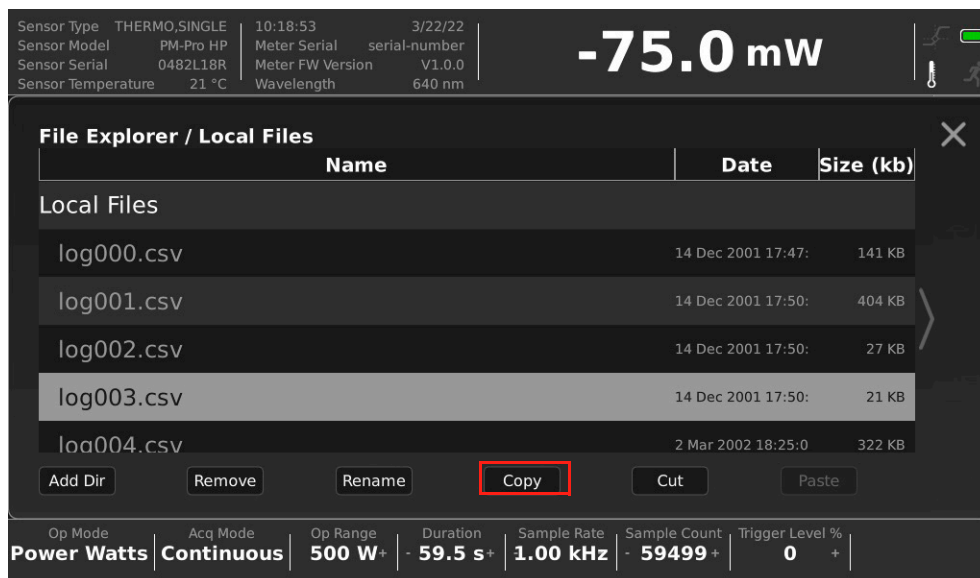 Sensor Type THERMO,SINGLE
Sensor Model PM-Pro HP
Sensor Serial 0482L18R
Sensor Temperature 21 °C
10:18:53 3/22/22
Meter Serial serial-number
Meter FW Version V1.0.0
Wavelength 640 nm
-75.0 mW
File Explorer / Local Files
Name Date Size (kb)
Local Files
log000.csv 14 Dec 2001 17:47: 141 KB
log001.csv 14 Dec 2001 17:50: 404 KB
log002.csv 14 Dec 2001 17:50: 27 KB
log003.csv 14 Dec 2001 17:50: 21 KB
log004.csv 2 Mar 2002 18:25:0 322 KB
Add Dir Remove Rename Copy Cut Paste
Op Mode Acq Mode Op Range Duration Sample Rate Sample Count Trigger Level %
Power Watts Continuous 500 W + - 59.5 s + 1.00 kHz - 59499 + 0 +